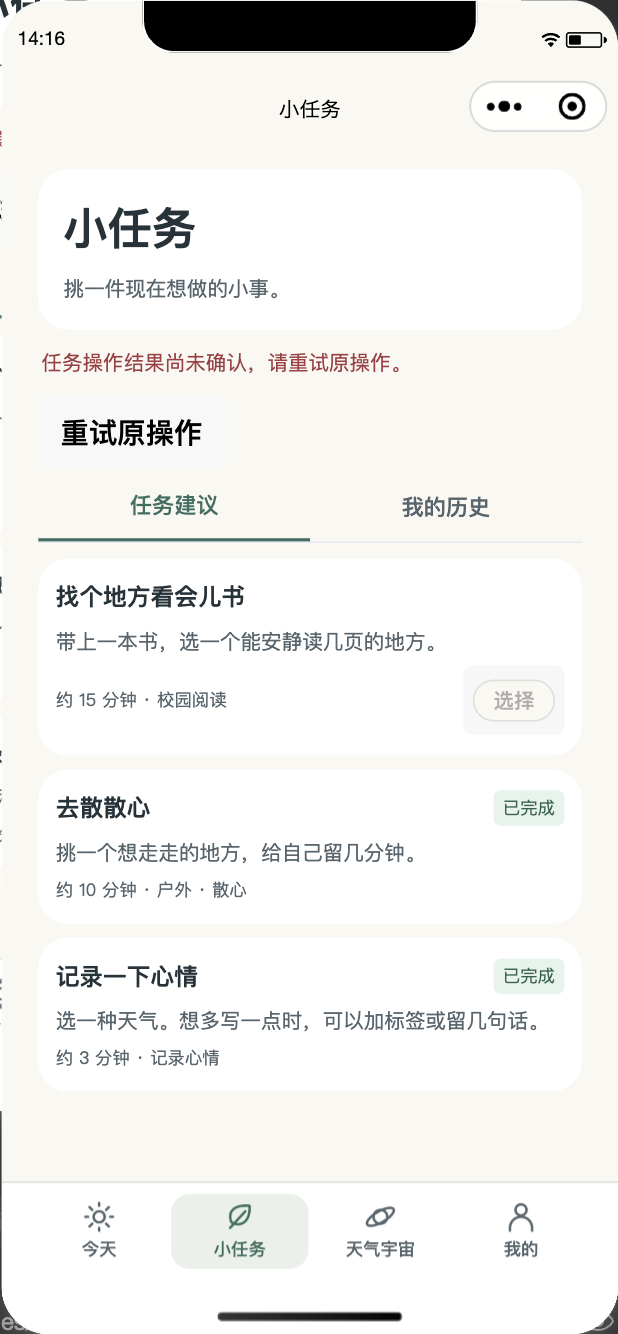 14:16
小任务
小任务
挑一件现在想做的小事。
任务操作结果尚未确认，请重试原操作。
重试原操作
任务建议
我的历史
找个地方看会儿书
带上一本书，选一个能安静读几页的地方。
约 15 分钟 · 校园阅读
选择
去散散心
已完成
挑一个想走走的地方，给自己留几分钟。
约 10 分钟 · 户外 · 散心
记录一下心情
已完成
选一种天气。想多写一点时，可以加标签或留几句话。
约 3 分钟 · 记录心情
今天
小任务
天气宇宙
我的